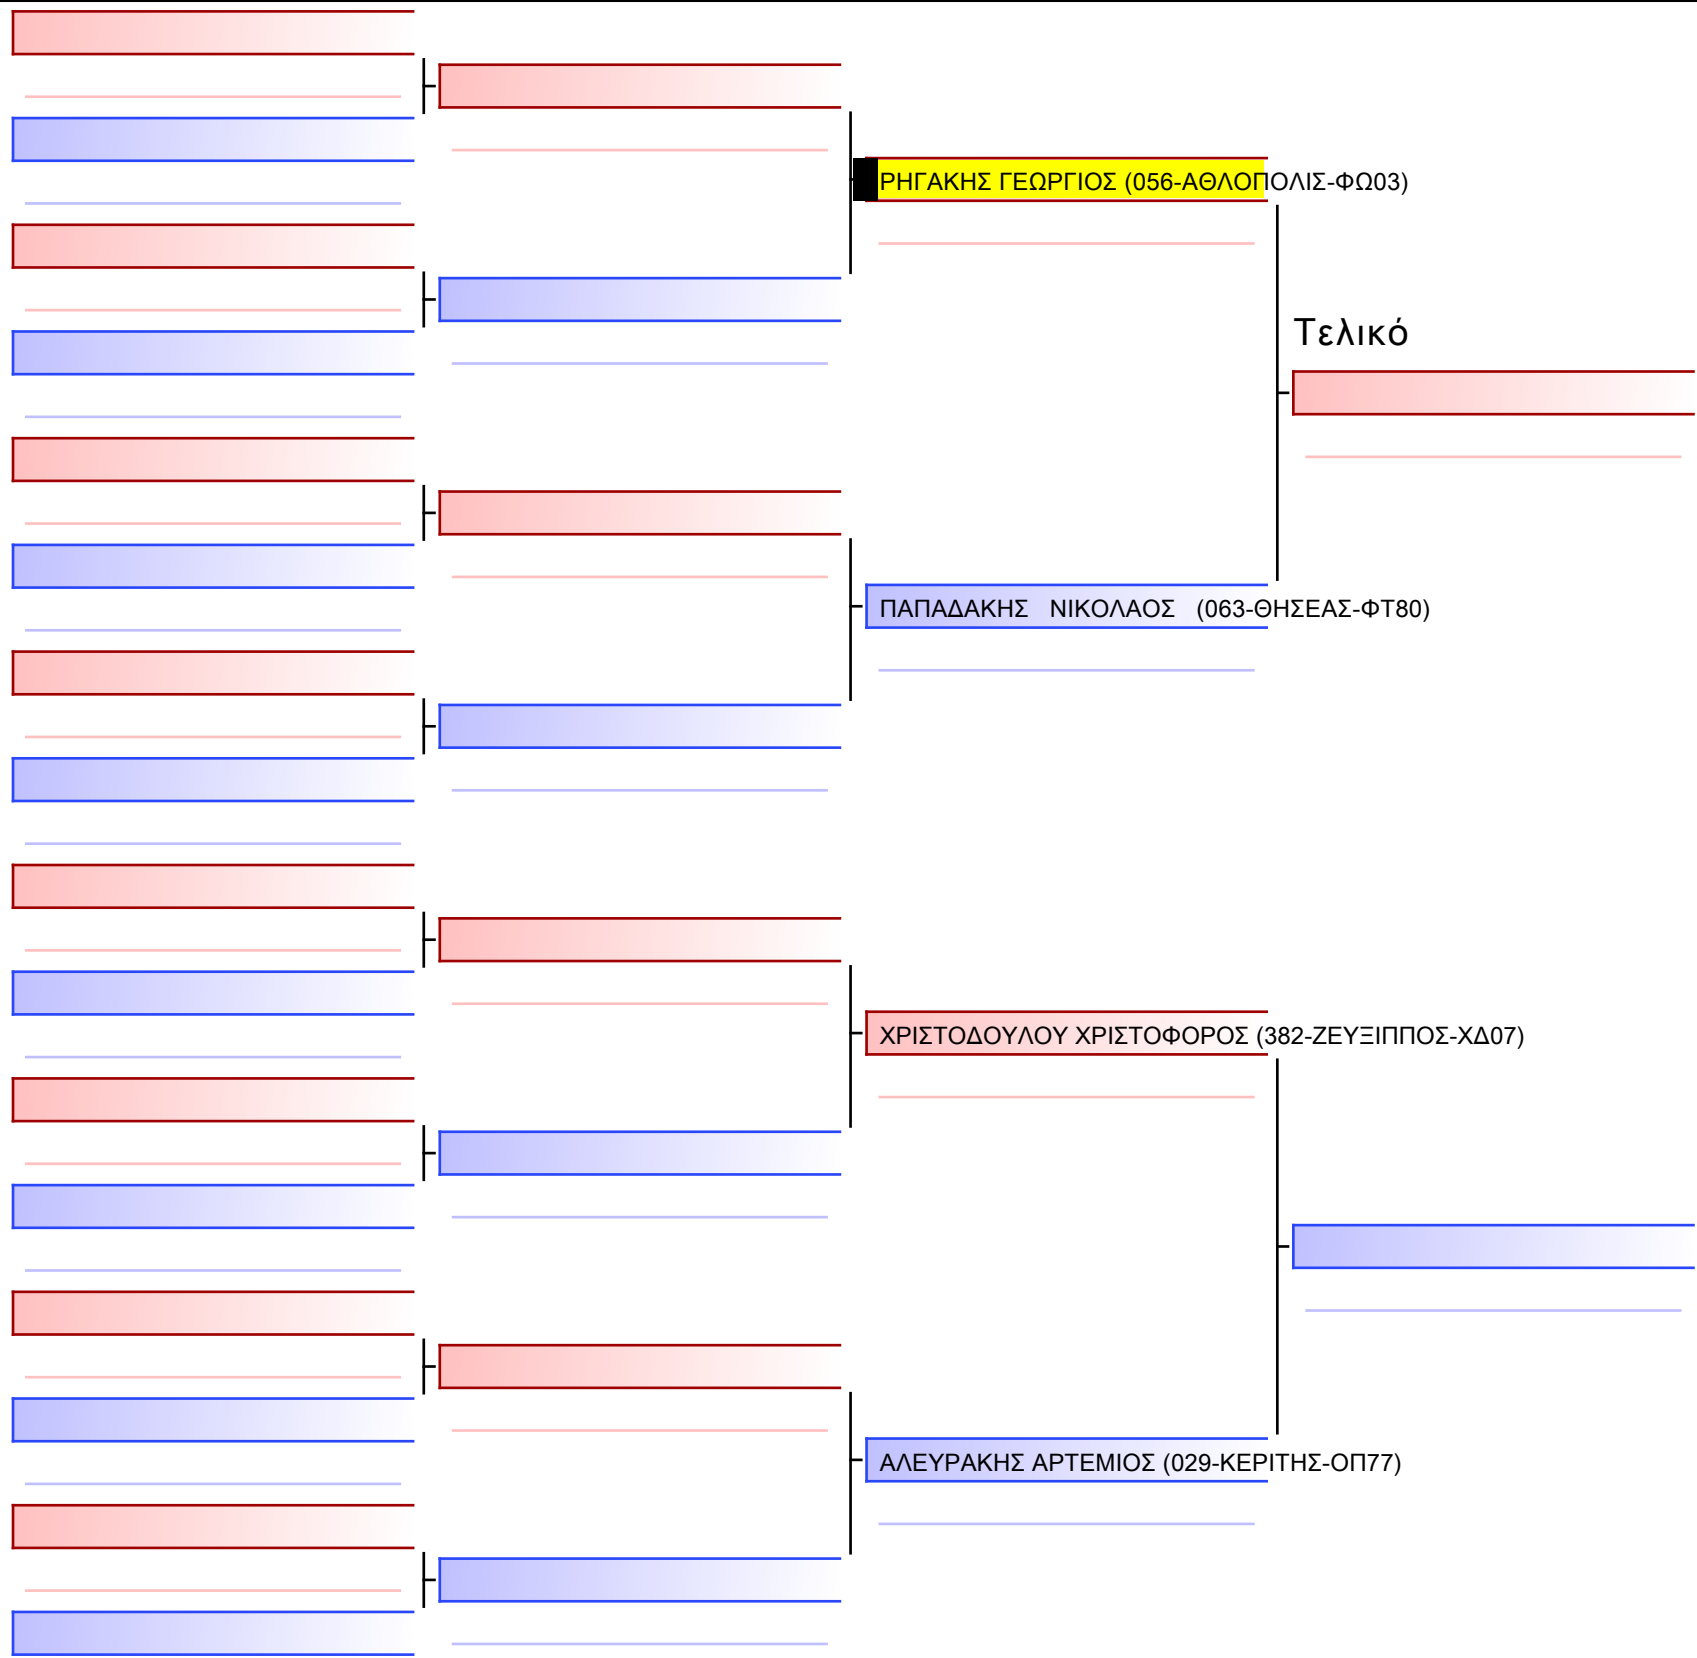 ΡΗΓΑΚΗΣ ΓΕΩΡΓΙΟΣ (056-ΑΘΛΟΠΟΛΙΣ-ΦΩ03)
Τελικό
ΠΑΠΑΔΑΚΗΣ ΝΙΚΟΛΑΟΣ (063-ΘΗΣΕΑΣ-ΦΤ80)
ΧΡΙΣΤΟΔΟΥΛΟΥ ΧΡΙΣΤΟΦΟΡΟΣ (382-ΖΕΥΞΙΠΠΟΣ-ΧΔ07)
ΑΛΕΥΡΑΚΗΣ ΑΡΤΕΜΙΟΣ (029-ΚΕΡΙΤΗΣ-ΟΠ77)